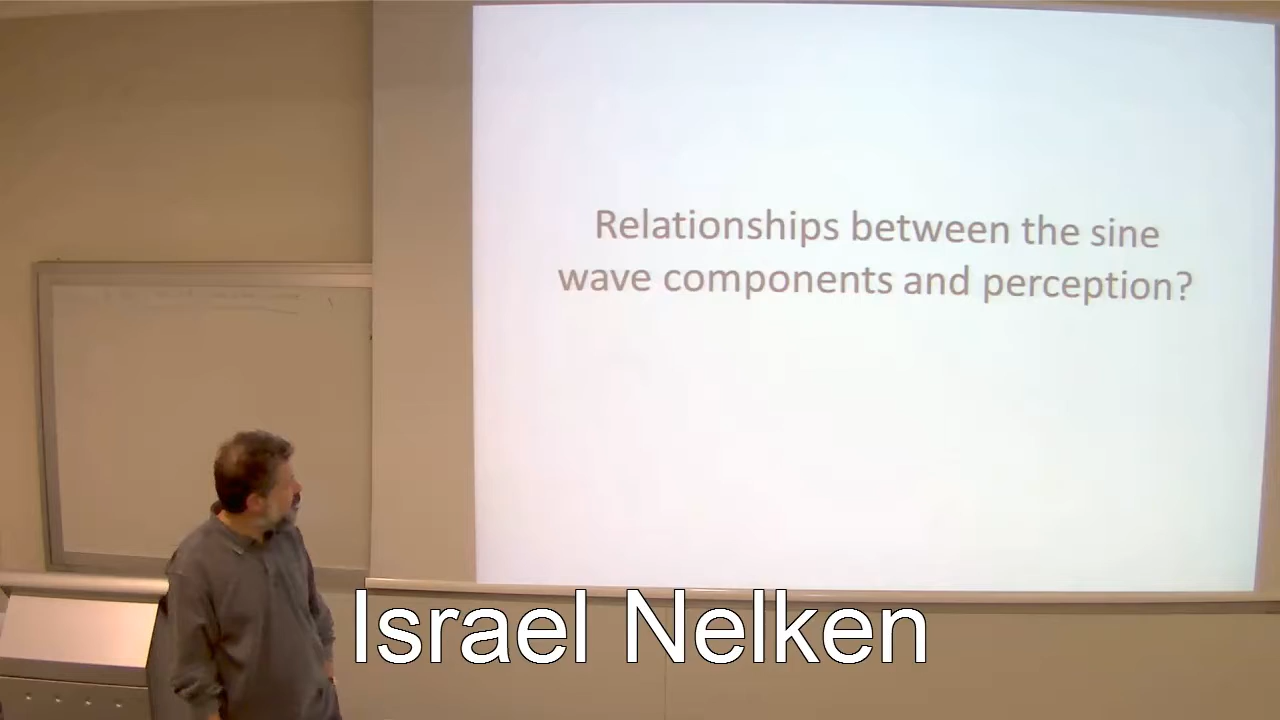 Relationships between the sine
wave components and perception?
Israel Nelken